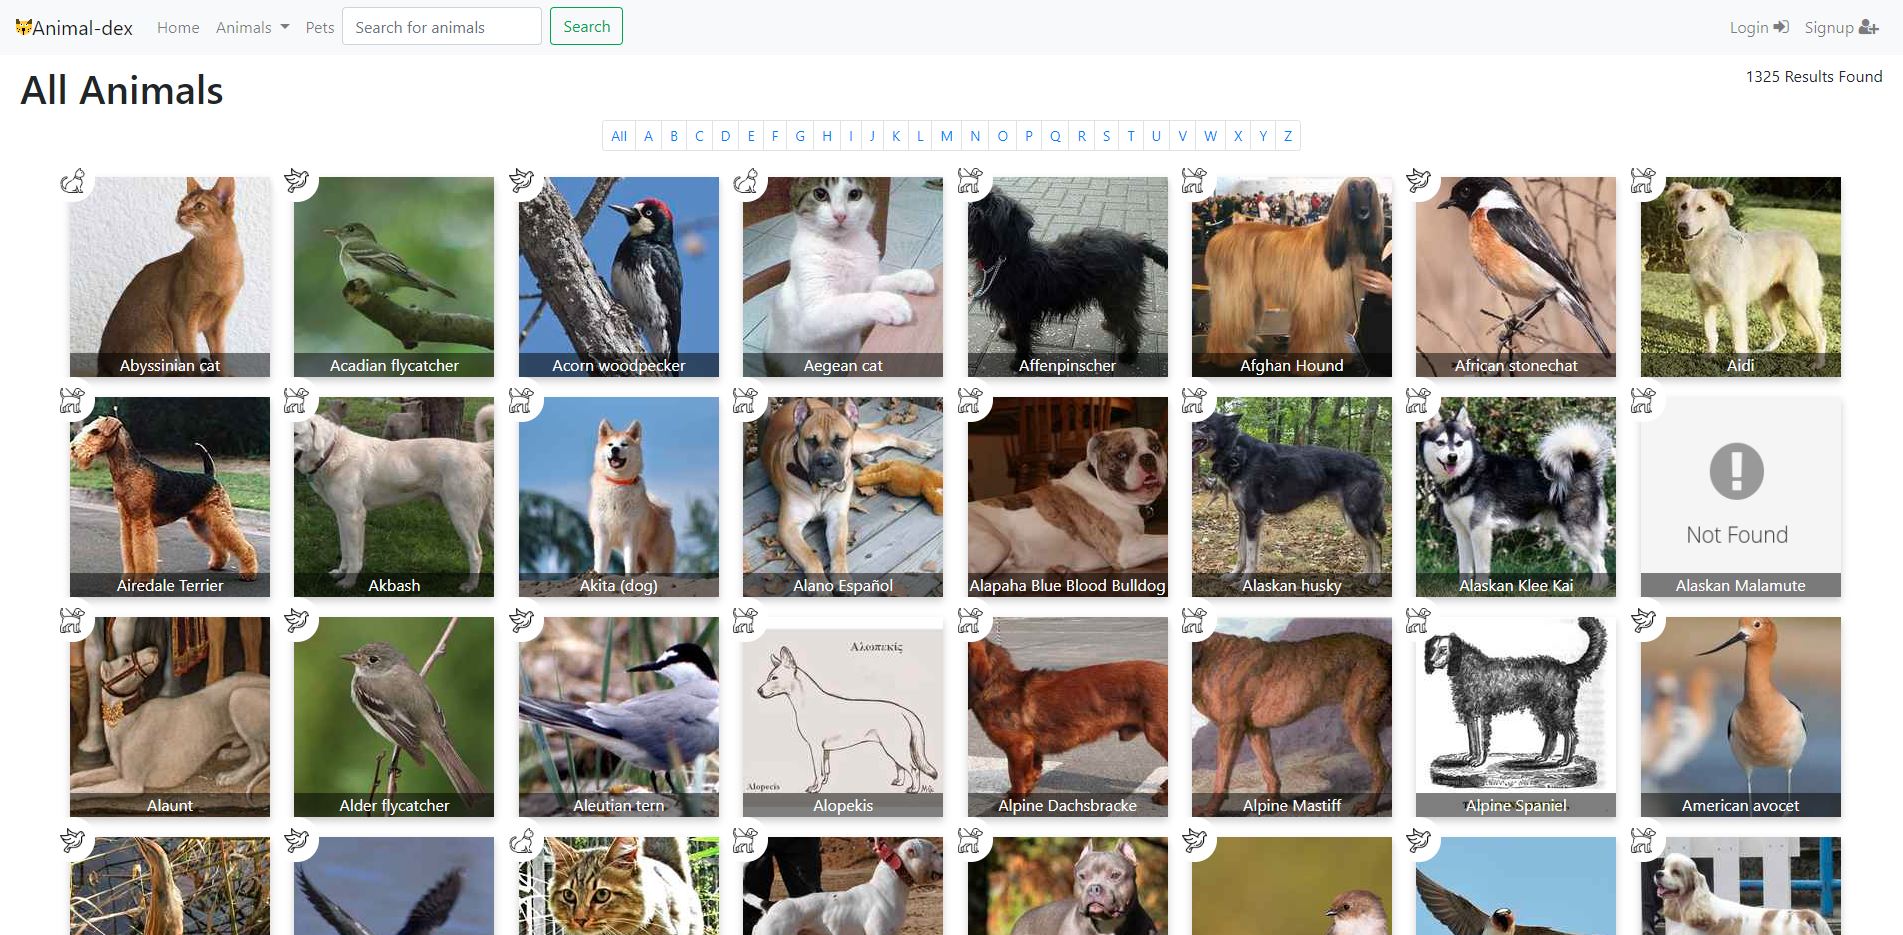 Animal-dex Home Animals Pets Search for animals Search Login Signup
All Animals
1325 Results Found
All A B C D E F G H I J K L M N O P Q R S T U V W X Y Z
Abyssinian cat
Acadian flycatcher
Acorn woodpecker
Aegean cat
Affenpinscher
Afghan Hound
African stonechat
Aidi
Airedale Terrier
Akbash
Akita (dog)
Alano Español
Alapaha Blue Blood Bulldog
Alaskan husky
Alaskan Klee Kai
Not Found
Alaskan Malamute
Alaunt
Alder flycatcher
Aleutian tern
Αλωπεκίς
Alopecis
Alopekis
Alpine Dachsbracke
Alpine Mastiff
Alpine Spaniel
American avocet